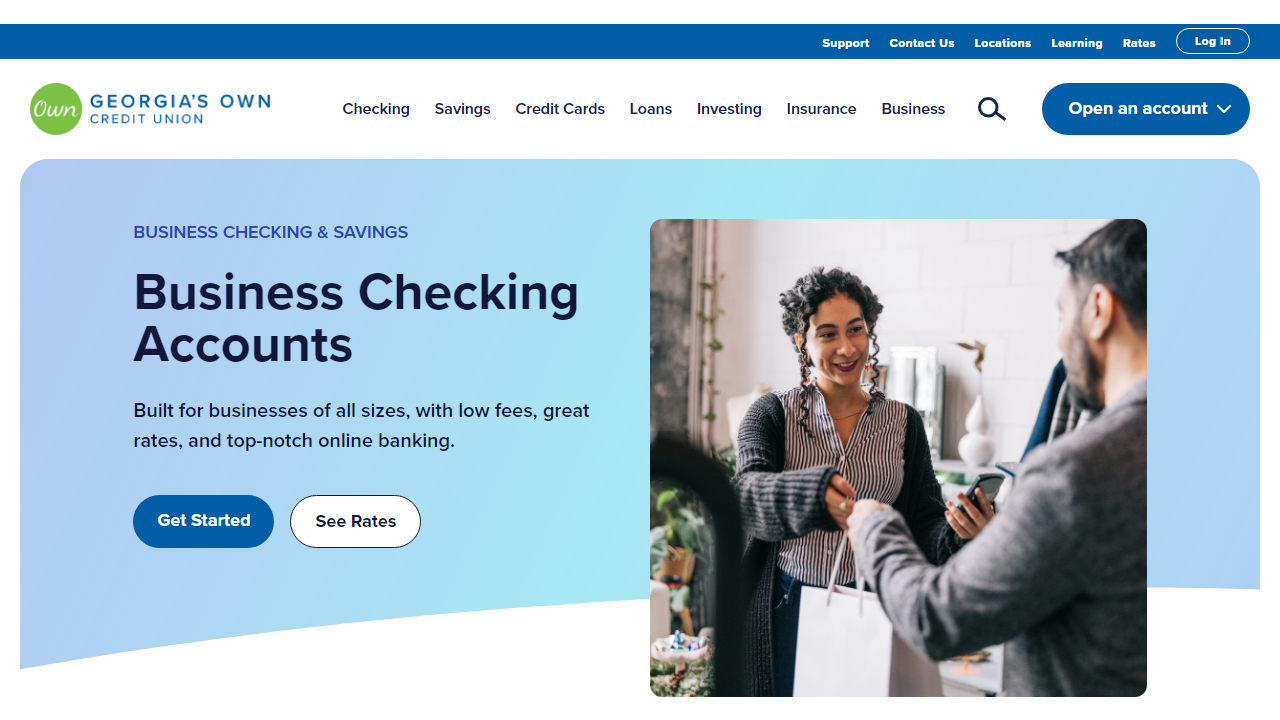 Support Contact Us Locations Learning Rates Log In
Own GEORGIA'S OWN
CREDIT UNION
Checking Savings Credit Cards Loans Investing Insurance Business Open an account
BUSINESS CHECKING & SAVINGS
Business Checking
Accounts
Built for businesses of all sizes, with low fees, great
rates, and top-notch online banking.
Get Started See Rates